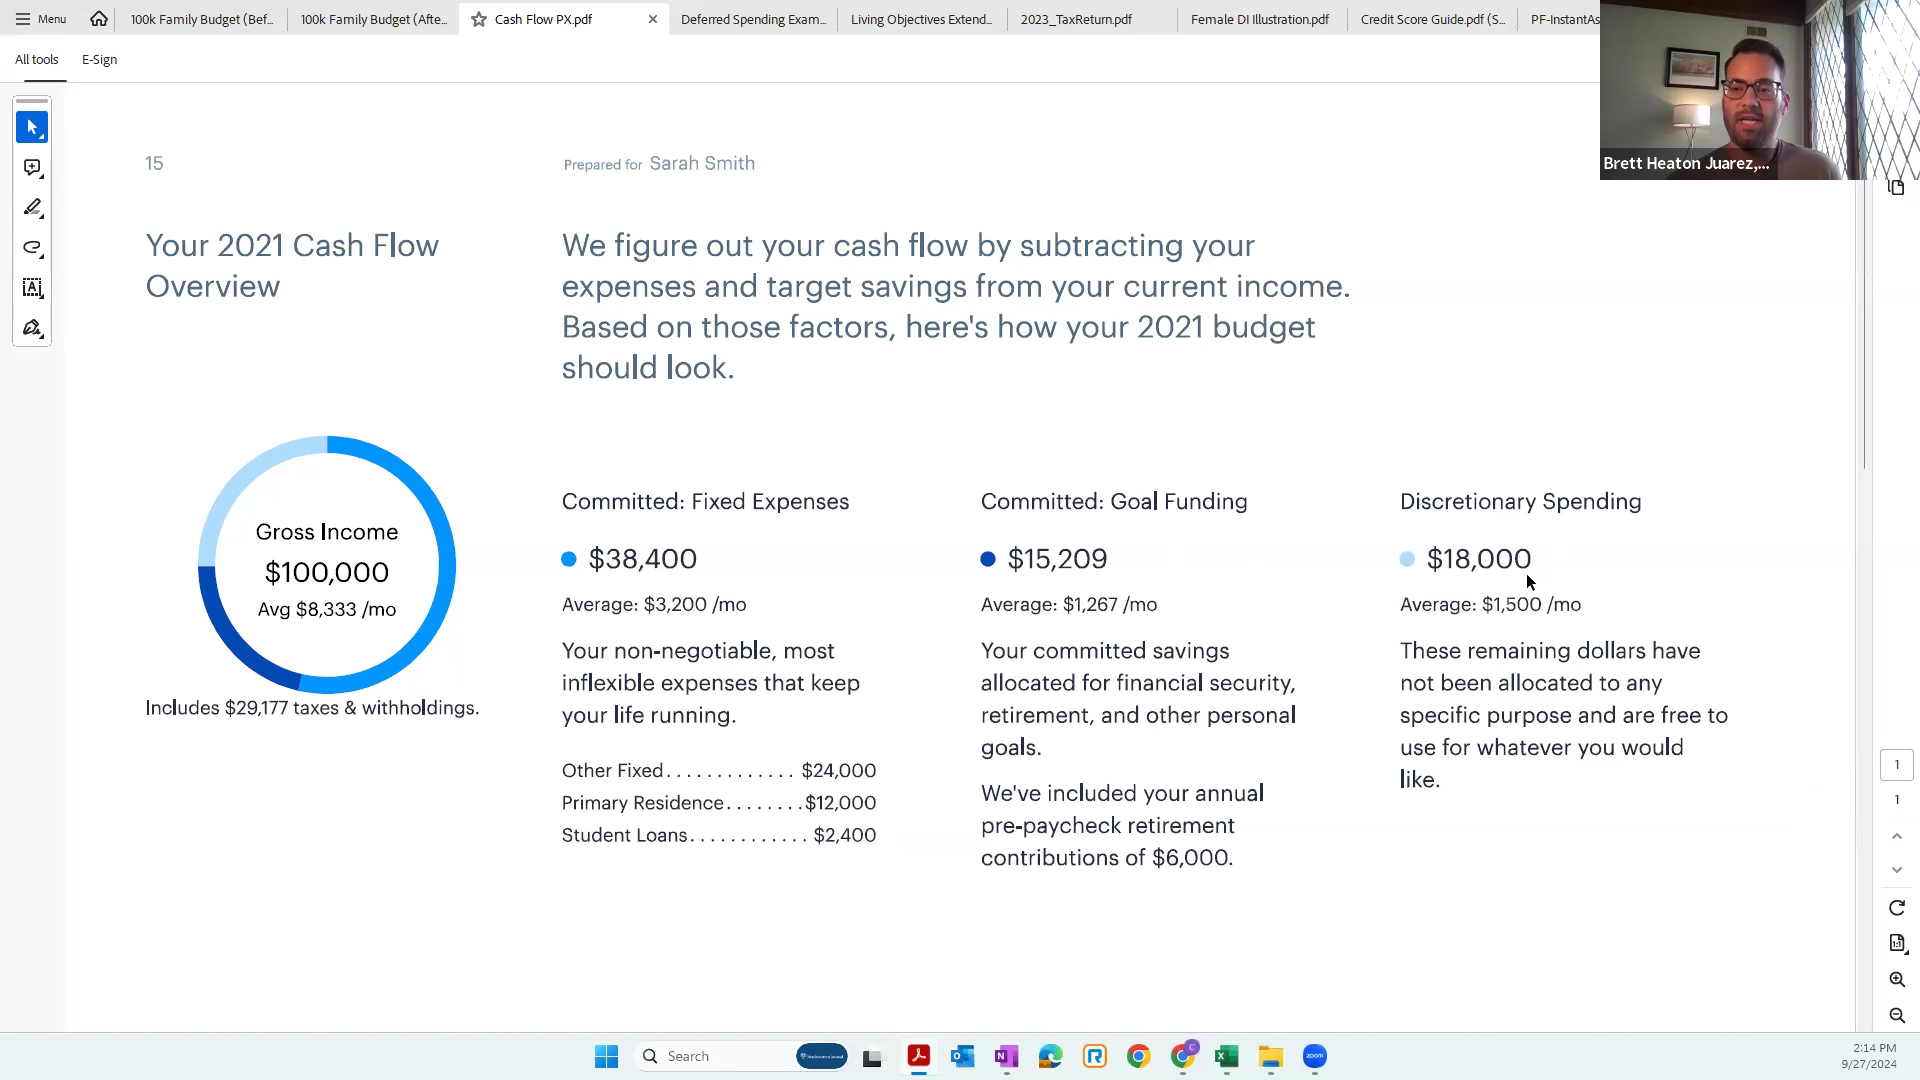 Menu
100k Family Budget (Bef...
100k Family Budget (Afte...
Cash Flow PX.pdf
Deferred Spending Exam...
Living Objectives Extend...
2023_TaxReturn.pdf
Female DI Illustration.pdf
Credit Score Guide.pdf (S...
PF-InstantAs
All tools
E-Sign
Brett Heaton Juarez,...
15
Prepared for Sarah Smith
Your 2021 Cash Flow
Overview
We figure out your cash flow by subtracting your
expenses and target savings from your current income.
Based on those factors, here's how your 2021 budget
should look.
Gross Income
$100,000
Avg $8,333 /mo
Includes $29,177 taxes & withholdings.
Committed: Fixed Expenses
$38,400
Average: $3,200 /mo
Your non-negotiable, most
inflexible expenses that keep
your life running.
Other Fixed............. $24,000
Primary Residence........$12,000
Student Loans............ $2,400
Committed: Goal Funding
$15,209
Average: $1,267 /mo
Your committed savings
allocated for financial security,
retirement, and other personal
goals.
We've included your annual
pre-paycheck retirement
contributions of $6,000.
Discretionary Spending
$18,000
Average: $1,500 /mo
These remaining dollars have
not been allocated to any
specific purpose and are free to
use for whatever you would
like.
1
1
Search
zoom
2:14 PM
9/27/2024